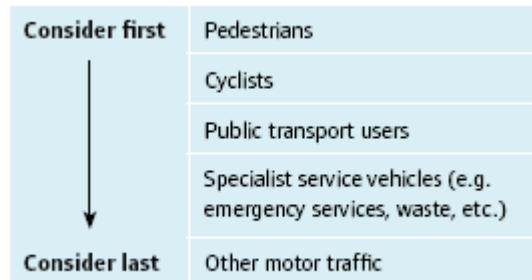 Consider first
Pedestrians
Cyclists
Public transport users
Specialist service vehicles (e.g.
emergency services, waste, etc.)
Consider last
Other motor traffic